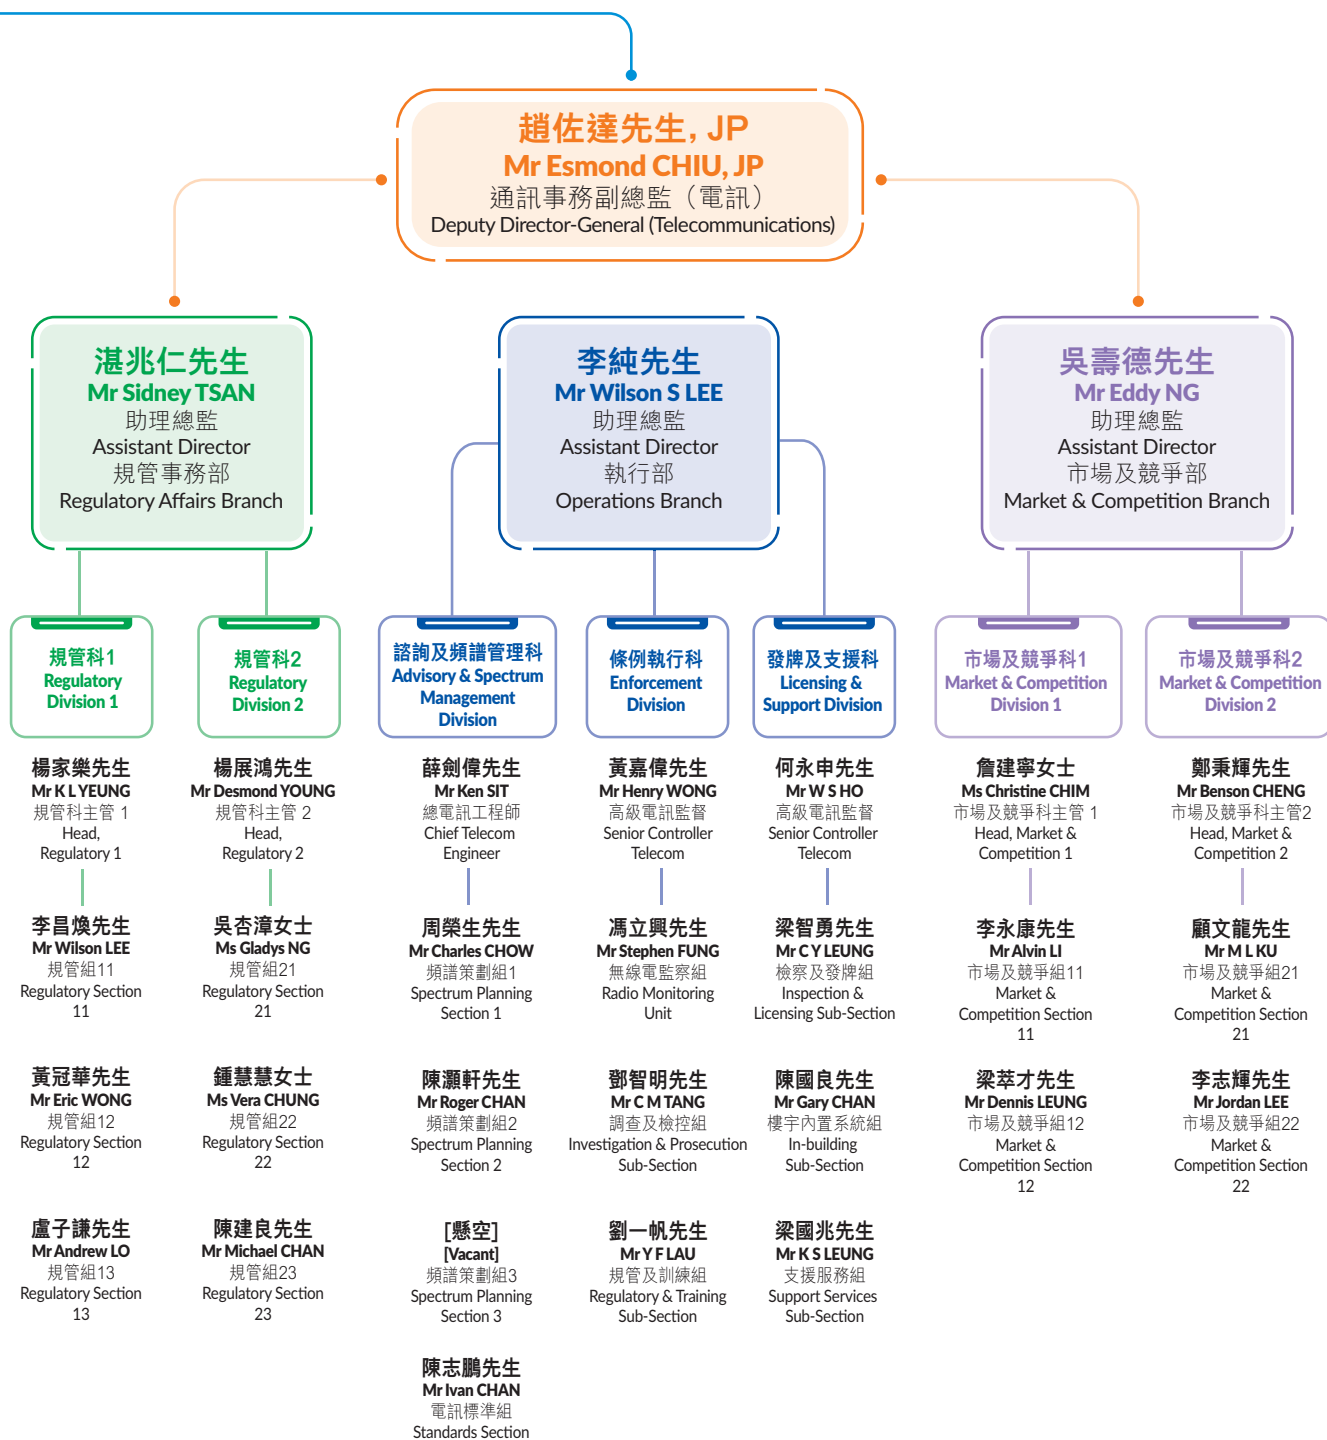 趙佐達先生, JP
Mr Esmond CHIU, JP
通訊事務副總監（電訊）
Deputy Director-General (Telecommunications)
湛兆仁先生
Mr Sidney TSAN
助理總監
Assistant Director
規管事務部
Regulatory Affairs Branch
李純先生
Mr Wilson S LEE
助理總監
Assistant Director
執行部
Operations Branch
吳壽德先生
Mr Eddy NG
助理總監
Assistant Director
市場及競爭部
Market & Competition Branch
規管科1
Regulatory
Division 1
楊家樂先生
Mr K L YEUNG
規管科主管 1
Head,
Regulatory 1
李昌煥先生
Mr Wilson LEE
規管組11
Regulatory Section
11
黃冠華先生
Mr Eric WONG
規管組12
Regulatory Section
12
盧子謙先生
Mr Andrew LO
規管組13
Regulatory Section
13
規管科2
Regulatory
Division 2
楊展鴻先生
Mr Desmond YOUNG
規管科主管 2
Head,
Regulatory 2
吳杏漳女士
Ms Gladys NG
規管組21
Regulatory Section
21
鍾慧慧女士
Ms Vera CHUNG
規管組22
Regulatory Section
22
陳建良先生
Mr Michael CHAN
規管組23
Regulatory Section
23
諮詢及頻譜管理科
Advisory & Spectrum
Management
Division
薛劍偉先生
Mr Ken SIT
總電訊工程師
Chief Telecom
Engineer
周榮生先生
Mr Charles CHOW
頻譜策劃組1
Spectrum Planning
Section 1
陳灝軒先生
Mr Roger CHAN
頻譜策劃組2
Spectrum Planning
Section 2
[懸空]
[Vacant]
頻譜策劃組3
Spectrum Planning
Section 3
陳志鵬先生
Mr Ivan CHAN
電訊標準組
Standards Section
條例執行科
Enforcement
Division
黃嘉偉先生
Mr Henry WONG
高級電訊監督
Senior Controller
Telecom
馮立興先生
Mr Stephen FUNG
無線電監察組
Radio Monitoring
Unit
鄧智明先生
Mr C M TANG
調查及檢控組
Investigation & Prosecution
Sub-Section
劉一帆先生
Mr Y F LAU
規管及訓練組
Regulatory & Training
Sub-Section
發牌及支援科
Licensing &
Support Division
何永申先生
Mr W S HO
高級電訊監督
Senior Controller
Telecom
梁智勇先生
Mr C Y LEUNG
檢察及發牌組
Inspection &
Licensing Sub-Section
陳國良先生
Mr Gary CHAN
樓宇內置系統組
In-building
Sub-Section
梁國兆先生
Mr K S LEUNG
支援服務組
Support Services
Sub-Section
市場及競爭科1
Market & Competition
Division 1
詹建寧女士
Ms Christine CHIM
市場及競爭科主管 1
Head, Market &
Competition 1
李永康先生
Mr Alvin LI
市場及競爭組11
Market &
Competition Section
11
梁萃才先生
Mr Dennis LEUNG
市場及競爭組12
Market &
Competition Section
12
市場及競爭科2
Market & Competition
Division 2
鄭秉輝先生
Mr Benson CHENG
市場及競爭科主管2
Head, Market &
Competition 2
顧文龍先生
Mr M L KU
市場及競爭組21
Market &
Competition Section
21
李志輝先生
Mr Jordan LEE
市場及競爭組22
Market &
Competition Section
22